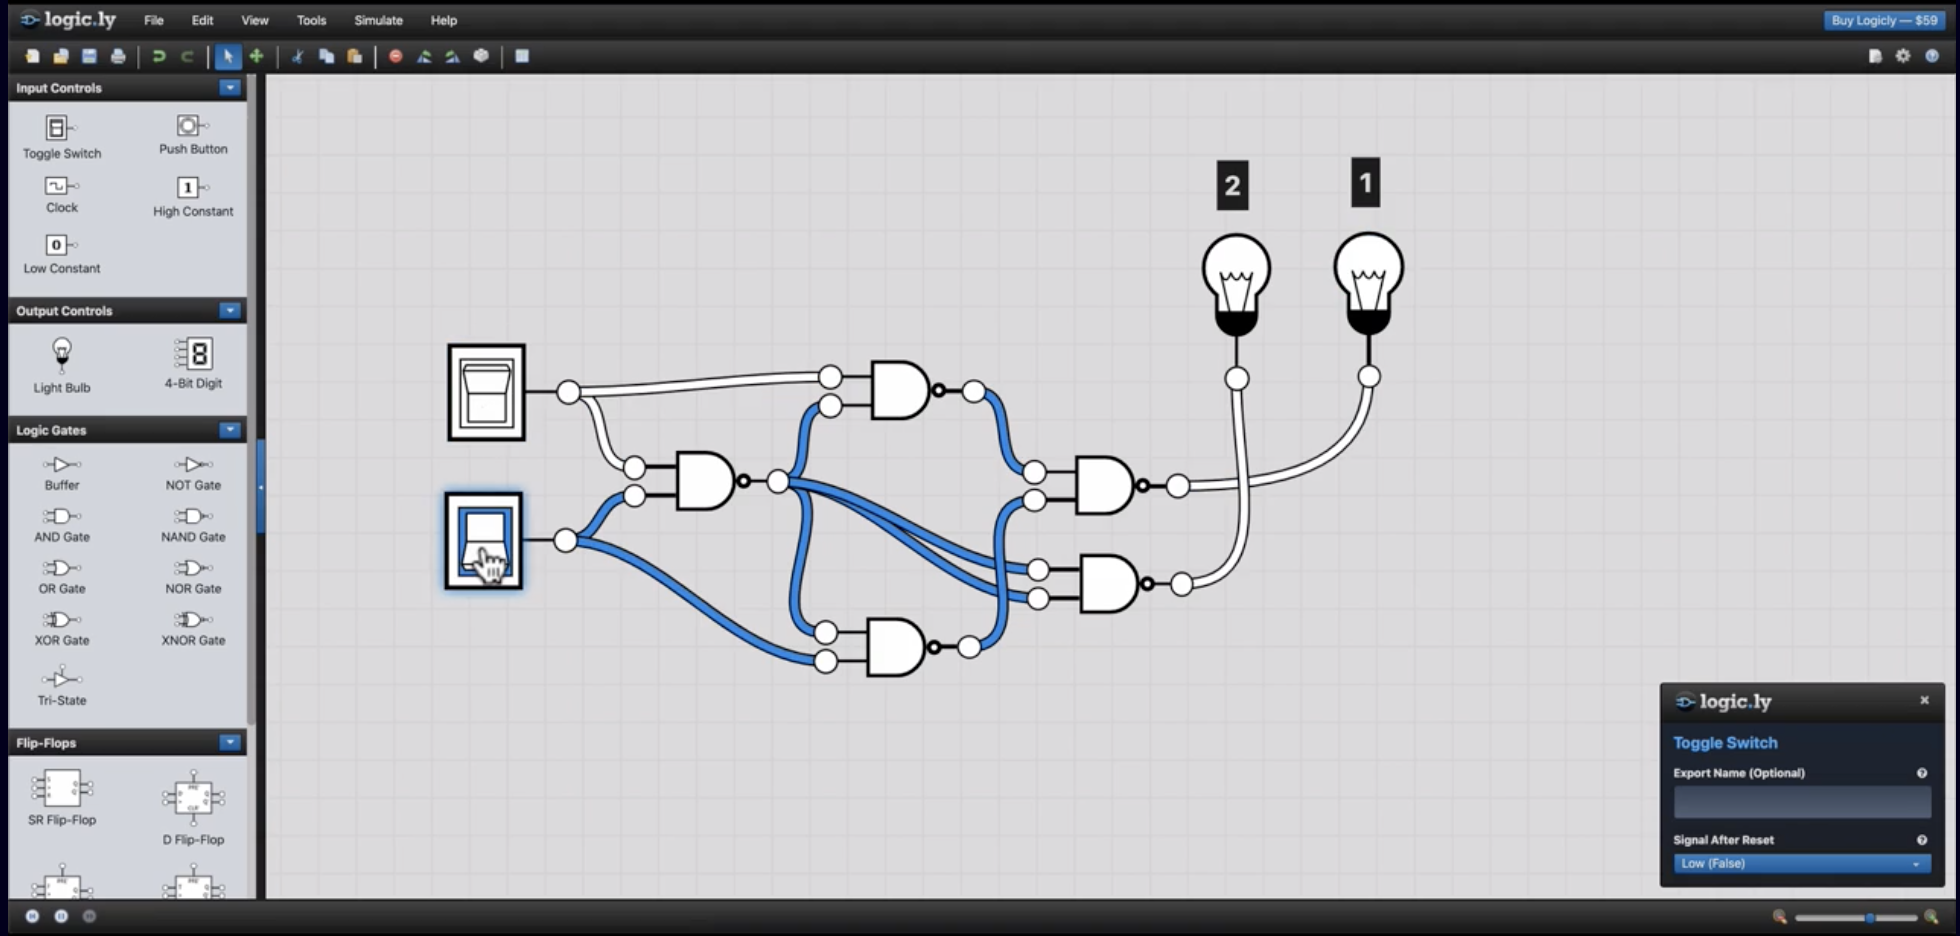 logic.ly File Edit View Tools Simulate Help Buy Logicly — $59
Input Controls
Toggle Switch Push Button
Clock High Constant
1
0
Low Constant
Output Controls
8
Light Bulb 4-Bit Digit
Logic Gates
Buffer NOT Gate
AND Gate NAND Gate
OR Gate NOR Gate
XOR Gate XNOR Gate
Tri-State
Flip-Flops
SR Flip-Flop
D Flip-Flop
2 1
logic.ly
Toggle Switch
Export Name (Optional)
Signal After Reset
Low (False)